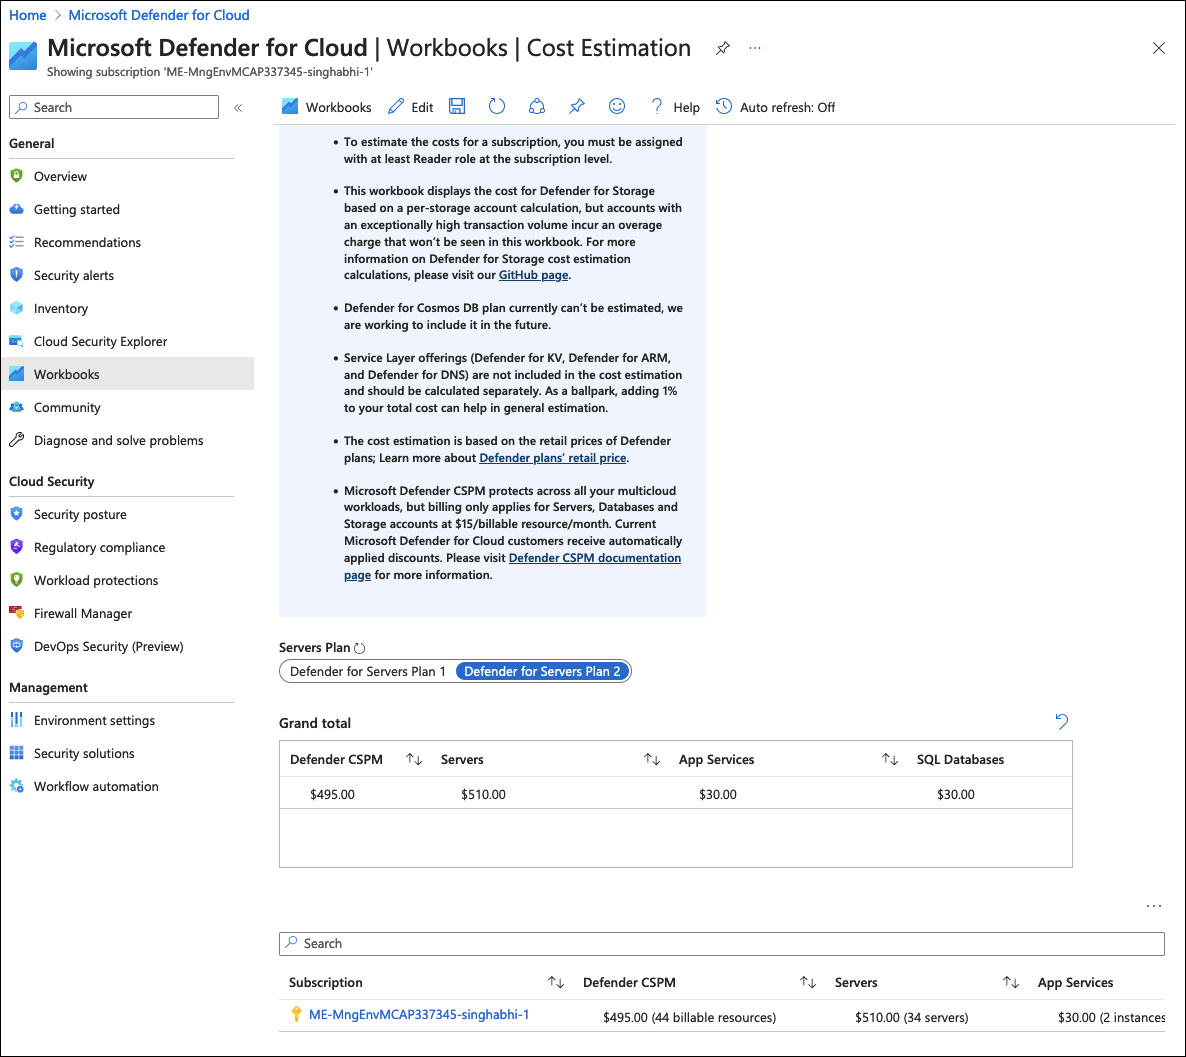 Home > Microsoft Defender for Cloud
Microsoft Defender for Cloud | Workbooks | Cost Estimation
Showing subscription 'ME-MngEnvMCAP337345-singhabhi-1'
Search
Workbooks
Edit
Help
Auto refresh: Off
General
Overview
Getting started
Recommendations
Security alerts
Inventory
Cloud Security Explorer
Workbooks
Community
Diagnose and solve problems
Cloud Security
Security posture
Regulatory compliance
Workload protections
Firewall Manager
DevOps Security (Preview)
Management
Environment settings
Security solutions
Workflow automation
• To estimate the costs for a subscription, you must be assigned
with at least Reader role at the subscription level.
• This workbook displays the cost for Defender for Storage
based on a per-storage account calculation, but accounts with
an exceptionally high transaction volume incur an overage
charge that won't be seen in this workbook. For more
information on Defender for Storage cost estimation
calculations, please visit our GitHub page.
• Defender for Cosmos DB plan currently can't be estimated, we
are working to include it in the future.
• Service Layer offerings (Defender for KV, Defender for ARM,
and Defender for DNS) are not included in the cost estimation
and should be calculated separately. As a ballpark, adding 1%
to your total cost can help in general estimation.
• The cost estimation is based on the retail prices of Defender
plans; Learn more about Defender plans' retail price.
• Microsoft Defender CSPM protects across all your multicloud
workloads, but billing only applies for Servers, Databases and
Storage accounts at $15/billable resource/month. Current
Microsoft Defender for Cloud customers receive automatically
applied discounts. Please visit Defender CSPM documentation
page for more information.
Servers Plan
Defender for Servers Plan 1 Defender for Servers Plan 2
Grand total
Defender CSPM Servers App Services SQL Databases
$495.00 $510.00 $30.00 $30.00
Search
Subscription Defender CSPM Servers App Services
ME-MngEnvMCAP337345-singhabhi-1 $495.00 (44 billable resources) $510.00 (34 servers) $30.00 (2 instances